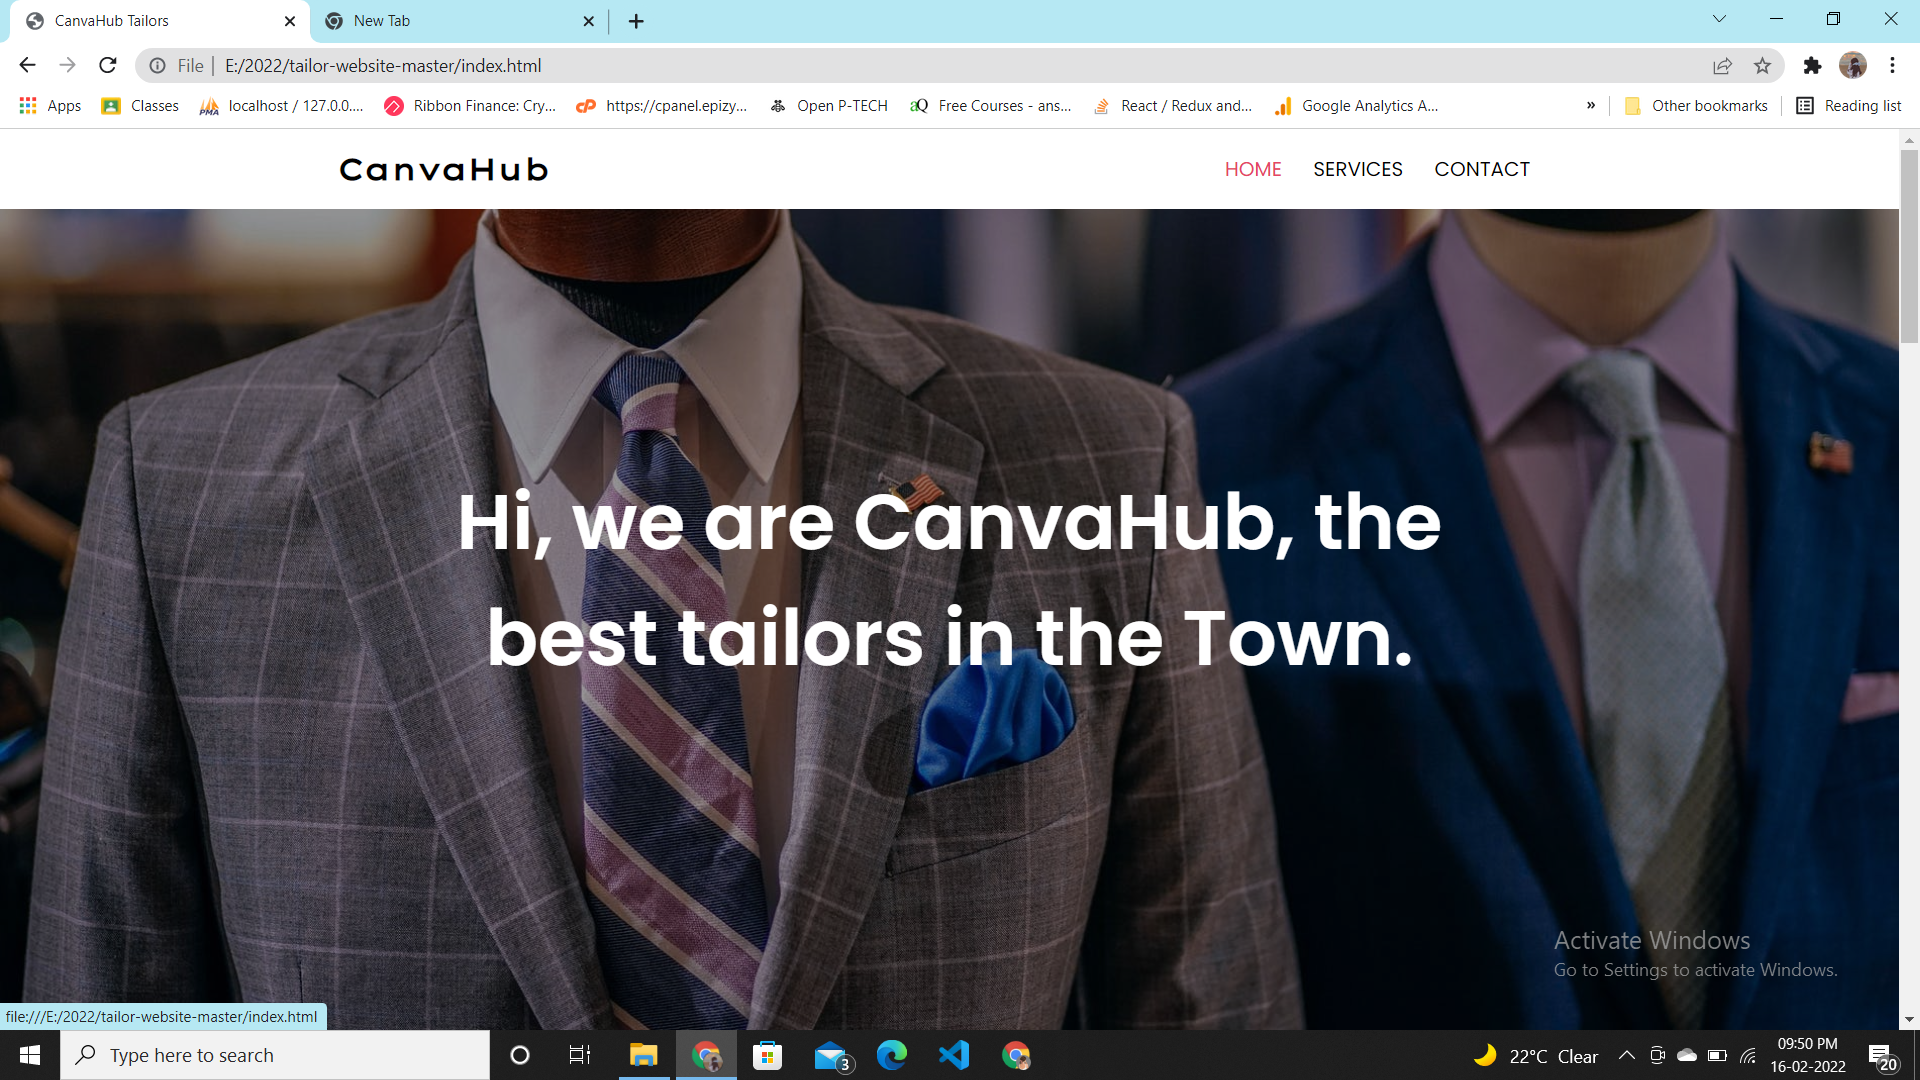 CanvaHub Tailors
New Tab
File
E:/2022/tailor-website-master/index.html
Apps
Classes
localhost / 127.0.0....
Ribbon Finance: Cry...
https://cpanel.epizy...
Open P-TECH
Free Courses - ans...
React / Redux and...
Google Analytics A...
»
Other bookmarks
Reading list
CanvaHub
HOME
SERVICES
CONTACT
Hi, we are CanvaHub, the
best tailors in the Town.
Activate Windows
Go to Settings to activate Windows.
file:///E:/2022/tailor-website-master/index.html
Type here to search
3
22°C Clear
09:50 PM
16-02-2022
20